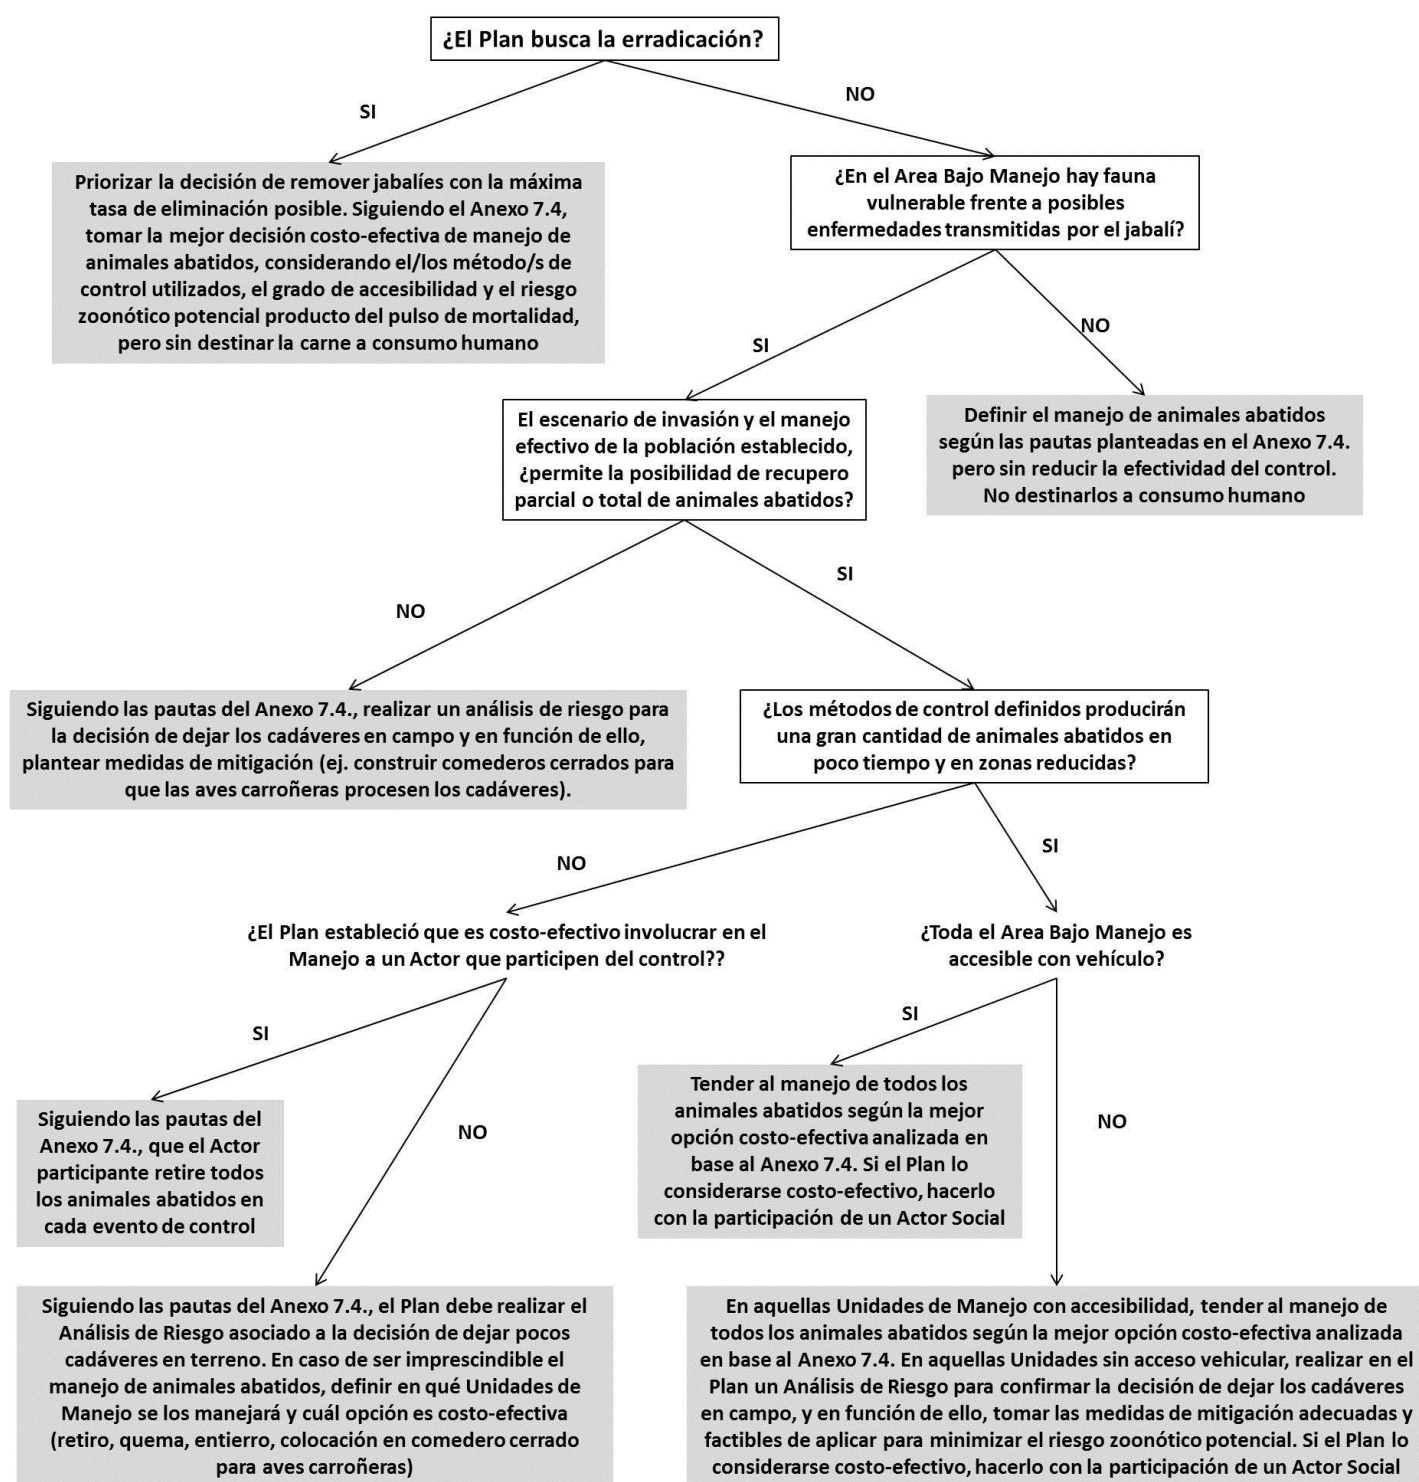 ¿El Plan busca la erradicación?
SI
NO
Priorizar la decisión de remover jabalíes con la máxima
tasa de eliminación posible. Siguiendo el Anexo 7.4,
tomar la mejor decisión costo-efectiva de manejo de
animales abatidos, considerando el/los método/s de
control utilizados, el grado de accesibilidad y el riesgo
zoonótico potencial producto del pulso de mortalidad,
pero sin destinar la carne a consumo humano
¿En el Area Bajo Manejo hay fauna
vulnerable frente a posibles
enfermedades transmitidas por el jabalí?
SI
NO
El escenario de invasión y el manejo
efectivo de la población establecido,
¿permite la posibilidad de recupero
parcial o total de animales abatidos?
Definir el manejo de animales abatidos
según las pautas planteadas en el Anexo 7.4.
pero sin reducir la efectividad del control.
No destinarlos a consumo humano
NO
SI
Siguiendo las pautas del Anexo 7.4., realizar un análisis de riesgo para
la decisión de dejar los cadáveres en campo y en función de ello,
plantear medidas de mitigación (ej. construir comederos cerrados para
que las aves carroñeras procesen los cadáveres).
¿Los métodos de control definidos producirán
una gran cantidad de animales abatidos en
poco tiempo y en zonas reducidas?
NO
SI
¿El Plan estableció que es costo-efectivo involucrar en el
Manejo a un Actor que participen del control??
¿Toda el Area Bajo Manejo es
accesible con vehículo?
SI
NO
SI
NO
Siguiendo las pautas del
Anexo 7.4., que el Actor
participante retire todos
los animales abatidos en
cada evento de control
Tender al manejo de todos los
animales abatidos según la mejor
opción costo-efectiva analizada en
base al Anexo 7.4. Si el Plan lo
considerarse costo-efectivo, hacerlo
con la participación de un Actor Social
Siguiendo las pautas del Anexo 7.4., el Plan debe realizar el
Análisis de Riesgo asociado a la decisión de dejar pocos
cadáveres en terreno. En caso de ser imprescindible el
manejo de animales abatidos, definir en qué Unidades de
Manejo se los manejará y cuál opción es costo-efectiva
(retiro, quema, entierro, colocación en comedero cerrado
para aves carroñeras)
En aquellas Unidades de Manejo con accesibilidad, tender al manejo de
todos los animales abatidos según la mejor opción costo-efectiva analizada
en base al Anexo 7.4. En aquellas Unidades sin acceso vehicular, realizar en el
Plan un Análisis de Riesgo para confirmar la decisión de dejar los cadáveres
en campo, y en función de ello, tomar las medidas de mitigación adecuadas y
factibles de aplicar para minimizar el riesgo zoonótico potencial. Si el Plan lo
considerarse costo-efectivo, hacerlo con la participación de un Actor Social